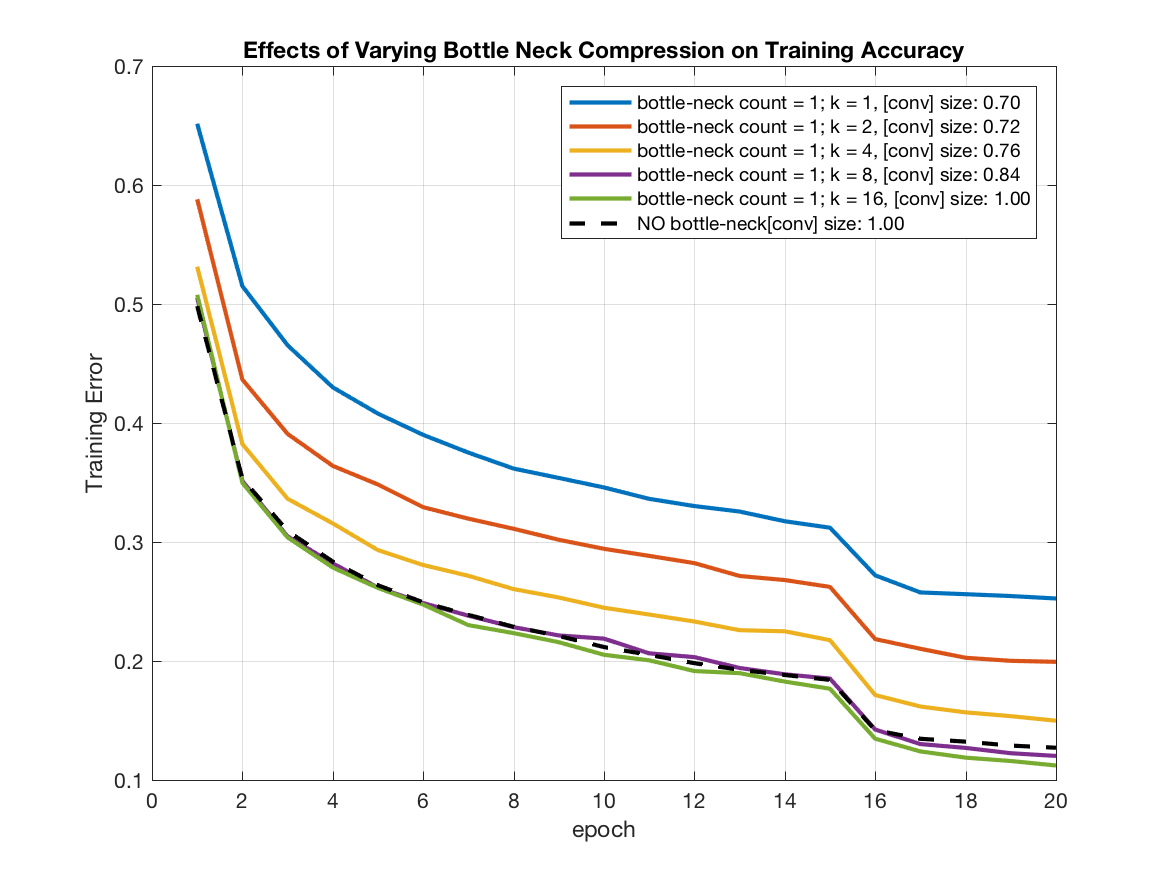 Effects of Varying Bottle Neck Compression on Training Accuracy
0.7
0.6
0.5
0.4
0.3
0.2
0.1
Training Error
bottle-neck count = 1; k = 1, [conv] size: 0.70
bottle-neck count = 1; k = 2, [conv] size: 0.72
bottle-neck count = 1; k = 4, [conv] size: 0.76
bottle-neck count = 1; k = 8, [conv] size: 0.84
bottle-neck count = 1; k = 16, [conv] size: 1.00
NO bottle-neck[conv] size: 1.00
0 2 4 6 8 10 12 14 16 18 20
epoch